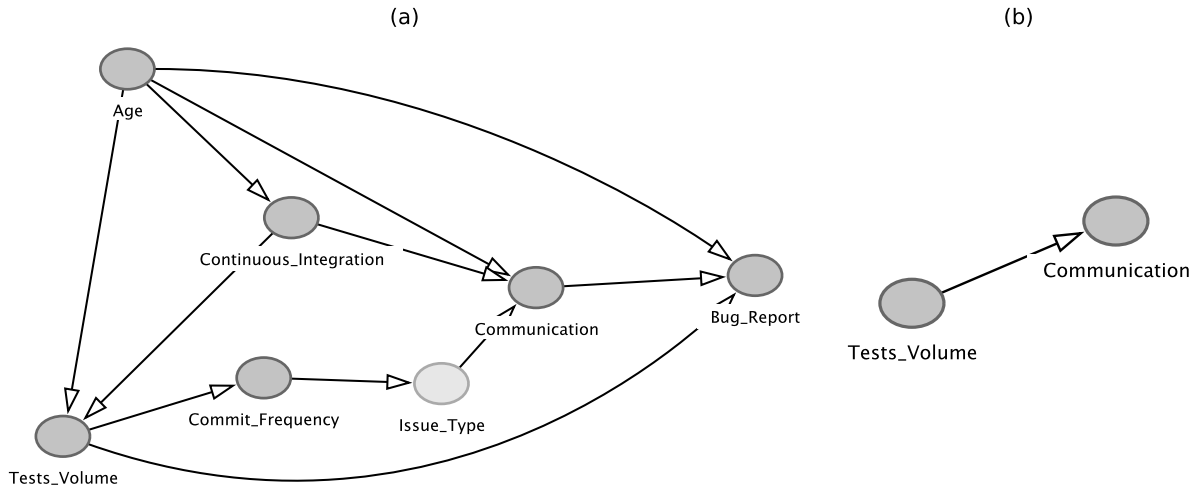 (a)
(b)
Age
Continuous_Integration
Communication
Bug_Report
Commit_Frequency
Issue_Type
Tests_Volume
Communication
Tests_Volume